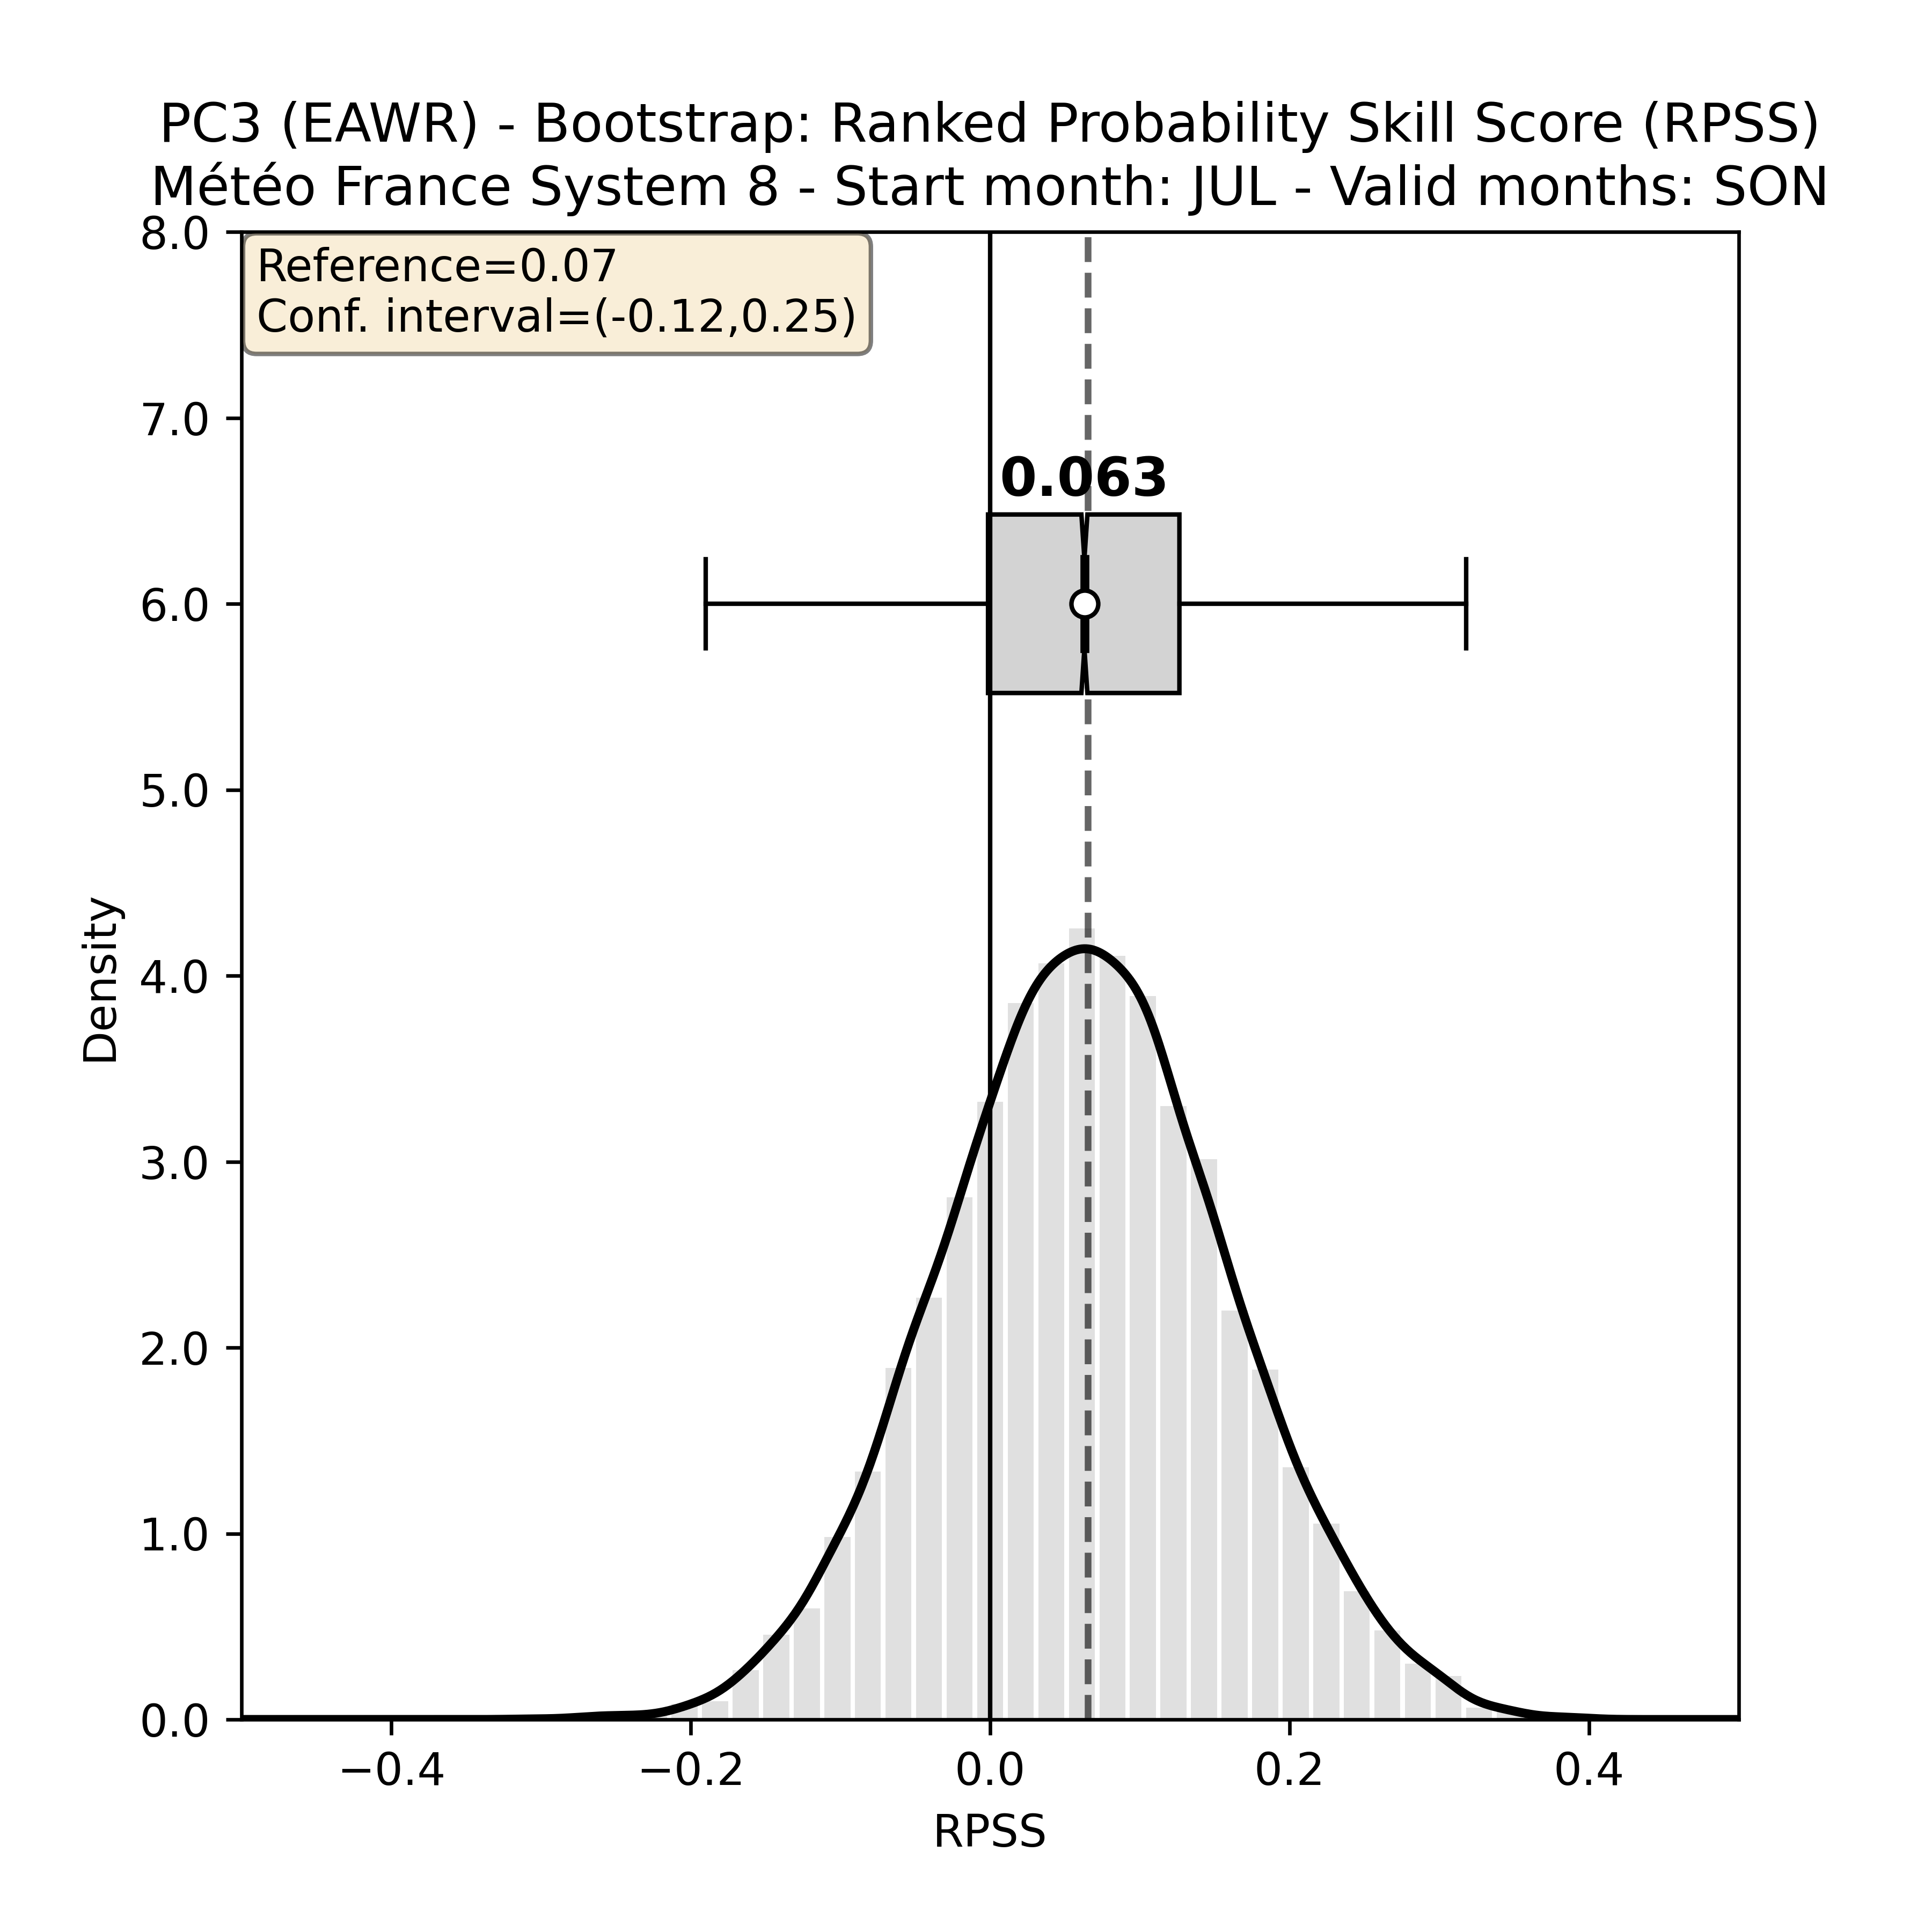 PC3 (EAWR) - Bootstrap: Ranked Probability Skill Score (RPSS)
Météo France System 8 - Start month: JUL - Valid months: SON
Reference=0.07
Conf. interval=(-0.12,0.25)
8.0
7.0
0.063
6.0
5.0
4.0
3.0
2.0
1.0
0.0
Density
−0.4
−0.2
0.0
0.2
0.4
RPSS